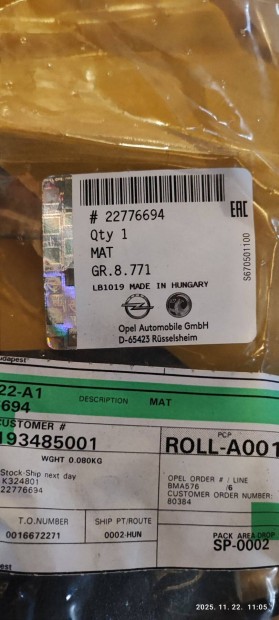 # 22776694
EAC
Qty 1
MAT
GR.8.771
LB1019 MADE IN HUNGARY
S670501100
OPEL
Opel Automobile GmbH
D-65423 Rüsselsheim
udapest
22-A1
694
DESCRIPTION MAT
CUSTOMER #
193485001
PCP
ROLL-A001
WGHT 0.080KG
Stock-Ship next day
K324801
22776694
OPEL ORDER # / LINE
BMA576 /6
CUSTOMER ORDER NUMBER:
80384
T.O.NUMBER
0016672271
SHIP PT/ROUTE
0002-HUN
PACK AREA DROP
SP-0002
pest
2025. 11. 22. 11:05